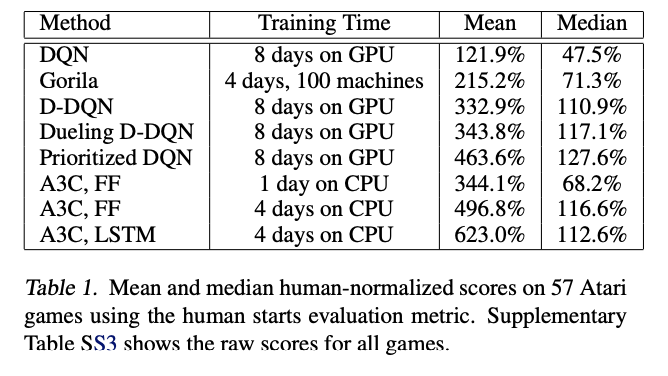 Method Training Time Mean Median
DQN 8 days on GPU 121.9% 47.5%
Gorila 4 days, 100 machines 215.2% 71.3%
D-DQN 8 days on GPU 332.9% 110.9%
Dueling D-DQN 8 days on GPU 343.8% 117.1%
Prioritized DQN 8 days on GPU 463.6% 127.6%
A3C, FF 1 day on CPU 344.1% 68.2%
A3C, FF 4 days on CPU 496.8% 116.6%
A3C, LSTM 4 days on CPU 623.0% 112.6%
Table 1. Mean and median human-normalized scores on 57 Atari
games using the human starts evaluation metric. Supplementary
Table SS3 shows the raw scores for all games.